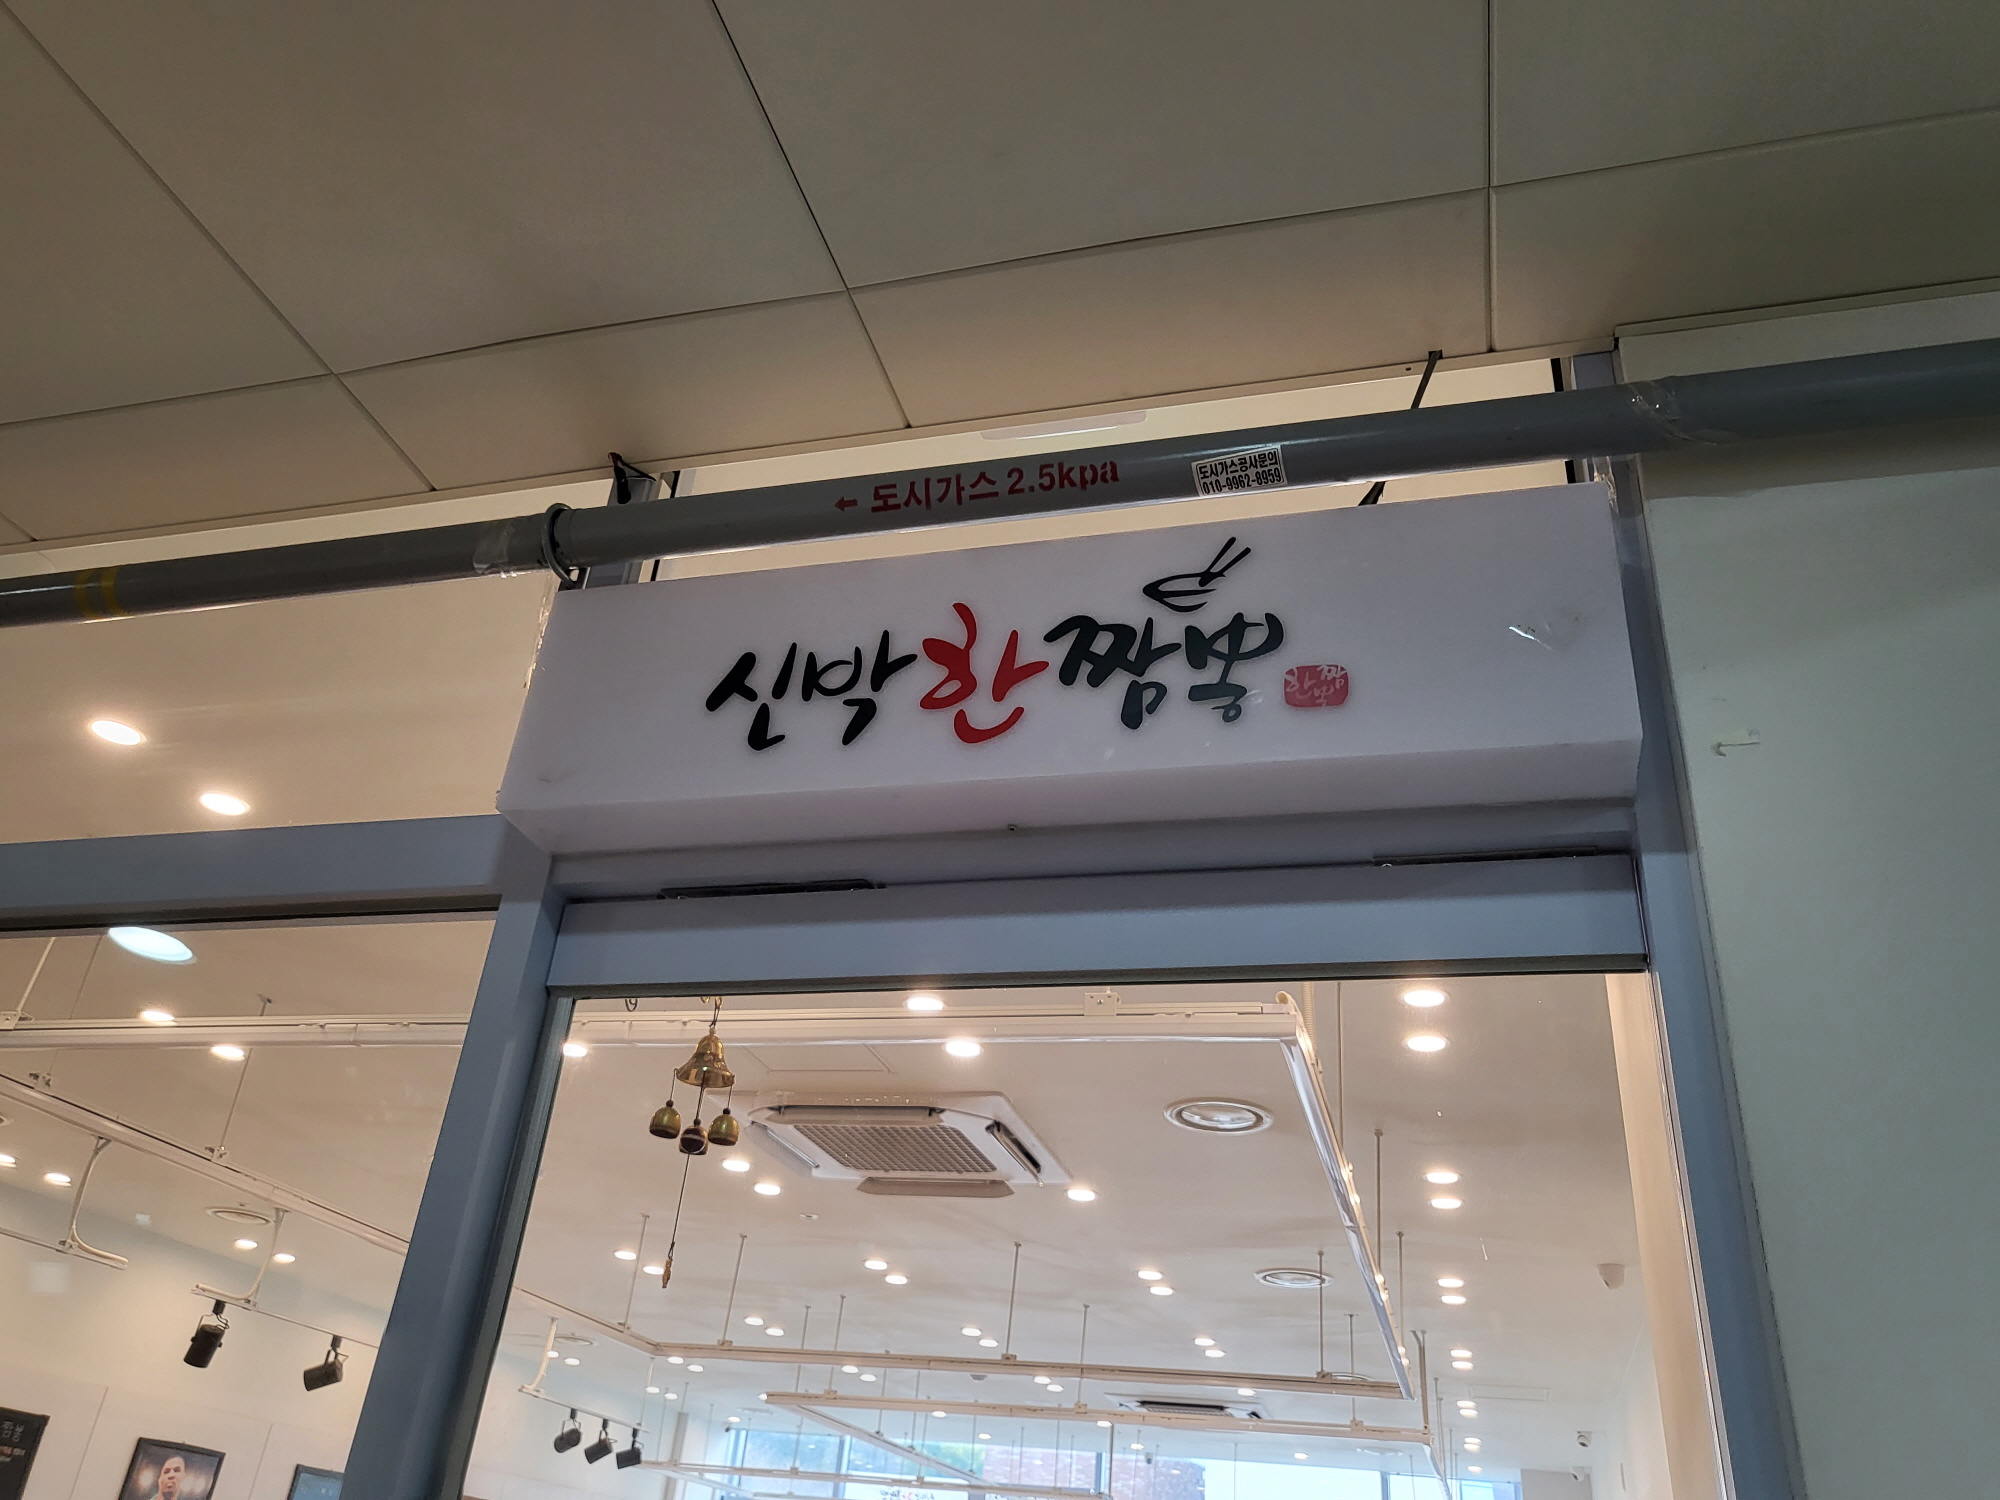 ← 도시가스 2.5kpa
도시가스공사문의
010-9962-8959
신박한짬뽕
한짬뽕